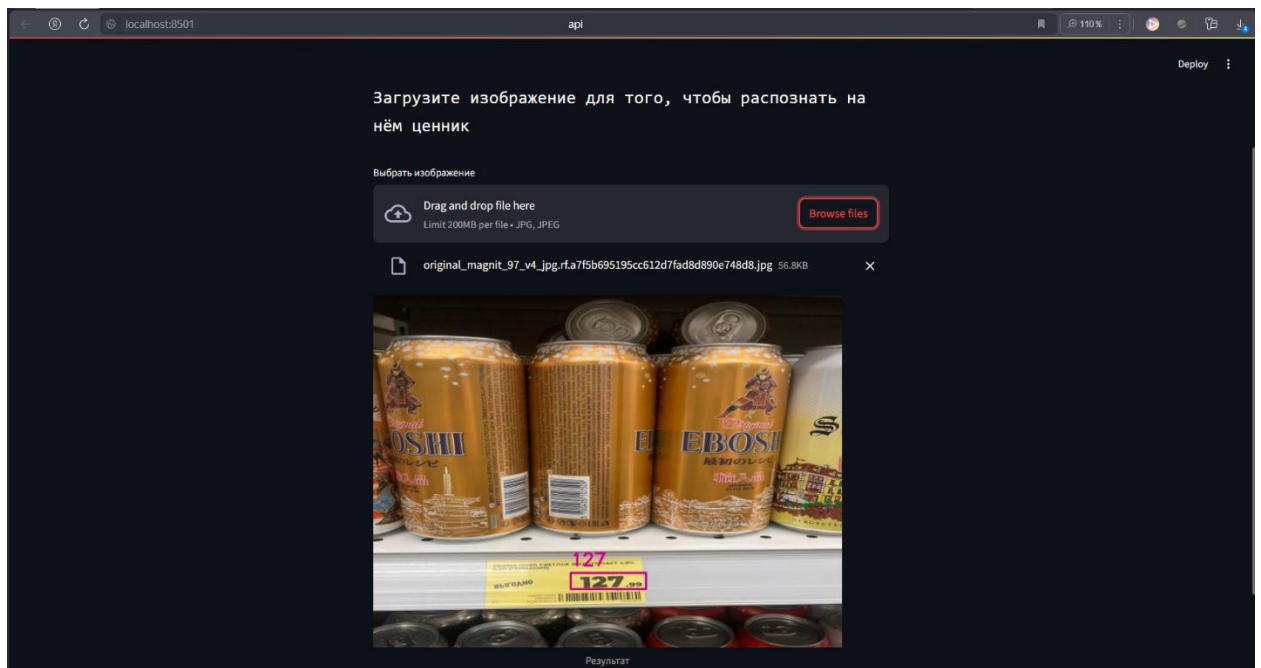 localhost:8501
api
110 %
Deploy
Загрузите изображение для того, чтобы распознать на
нём ценник
Выбрать изображение
Drag and drop file here
Limit 200MB per file • JPG, JPEG
Browse files
original_magnit_97_v4_jpg.rf.a7f5b695195cc612d7fad8d890e748d8.jpg 56.8KB
Original
OSHI
EBOSH
S
127
127.99
Результат